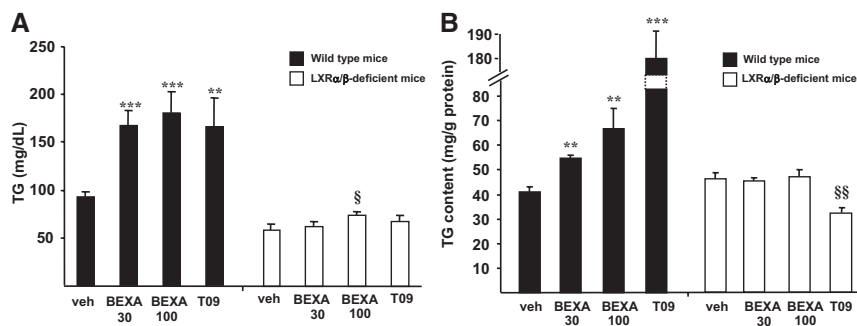 A
TG (mg/dL)
250
200
150
100
50
***
***
**
§
Wild type mice
LXRα/β-deficient mice
veh
BEXA
30
BEXA
100
T09
veh
BEXA
30
BEXA
100
T09
B
TG content (mg/g protein)
190
180
80
70
60
50
40
30
20
10
**
**
***
§§
Wild type mice
LXRα/β-deficient mice
veh
BEXA
30
BEXA
100
T09
veh
BEXA
30
BEXA
100
T09